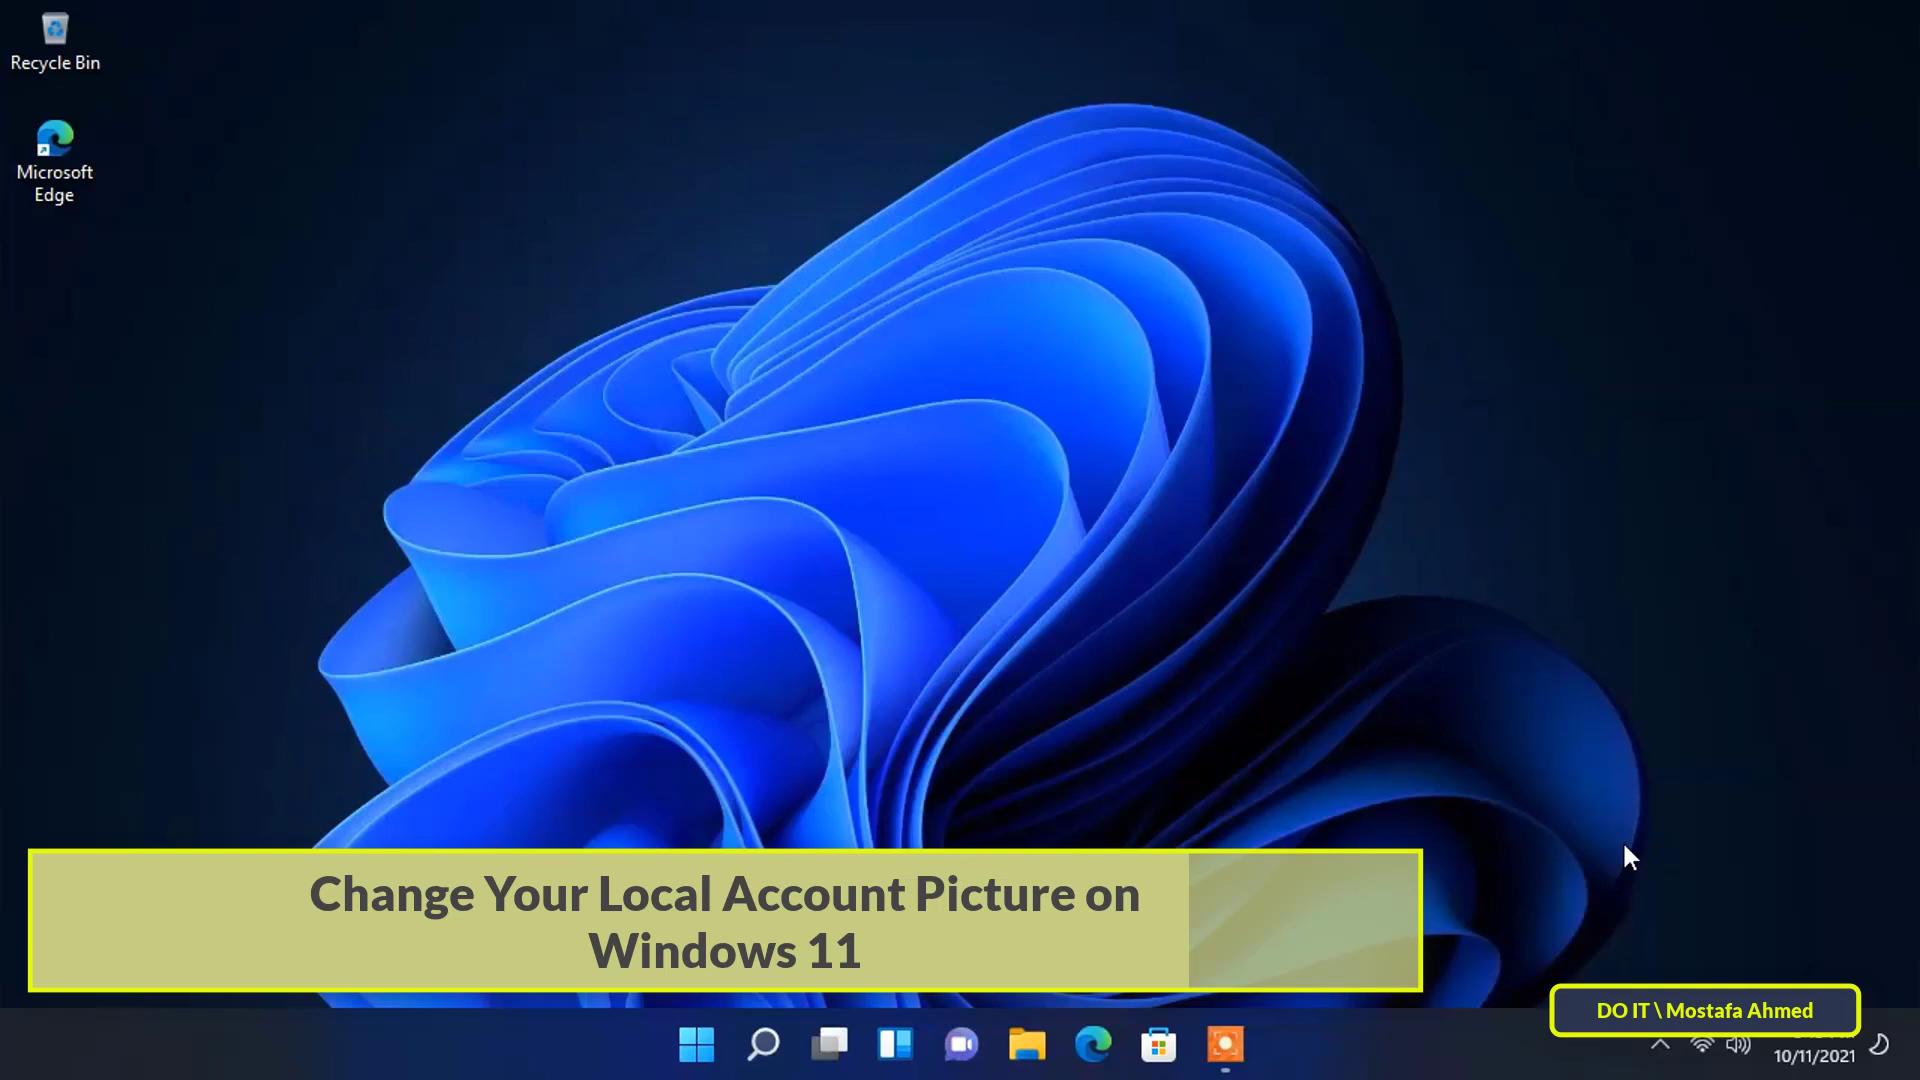 Recycle Bin
Microsoft
Edge
Change Your Local Account Picture on
Windows 11
DO IT \ Mostafa Ahmed
10/11/2021